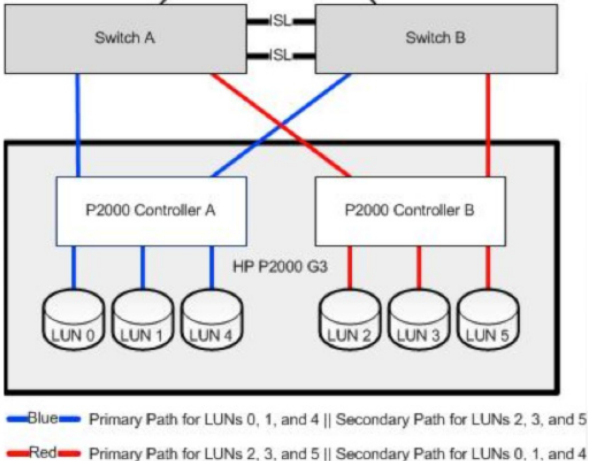 Switch A
ISL
ISL
Switch B
P2000 Controller A
P2000 Controller B
HP P2000 G3
LUN 0
LUN 1
LUN 4
LUN 2
LUN 3
LUN 5
Blue Primary Path for LUNs 0, 1, and 4 || Secondary Path for LUNs 2, 3, and 5
Red Primary Path for LUNs 2, 3, and 5 || Secondary Path for LUNs 0, 1, and 4